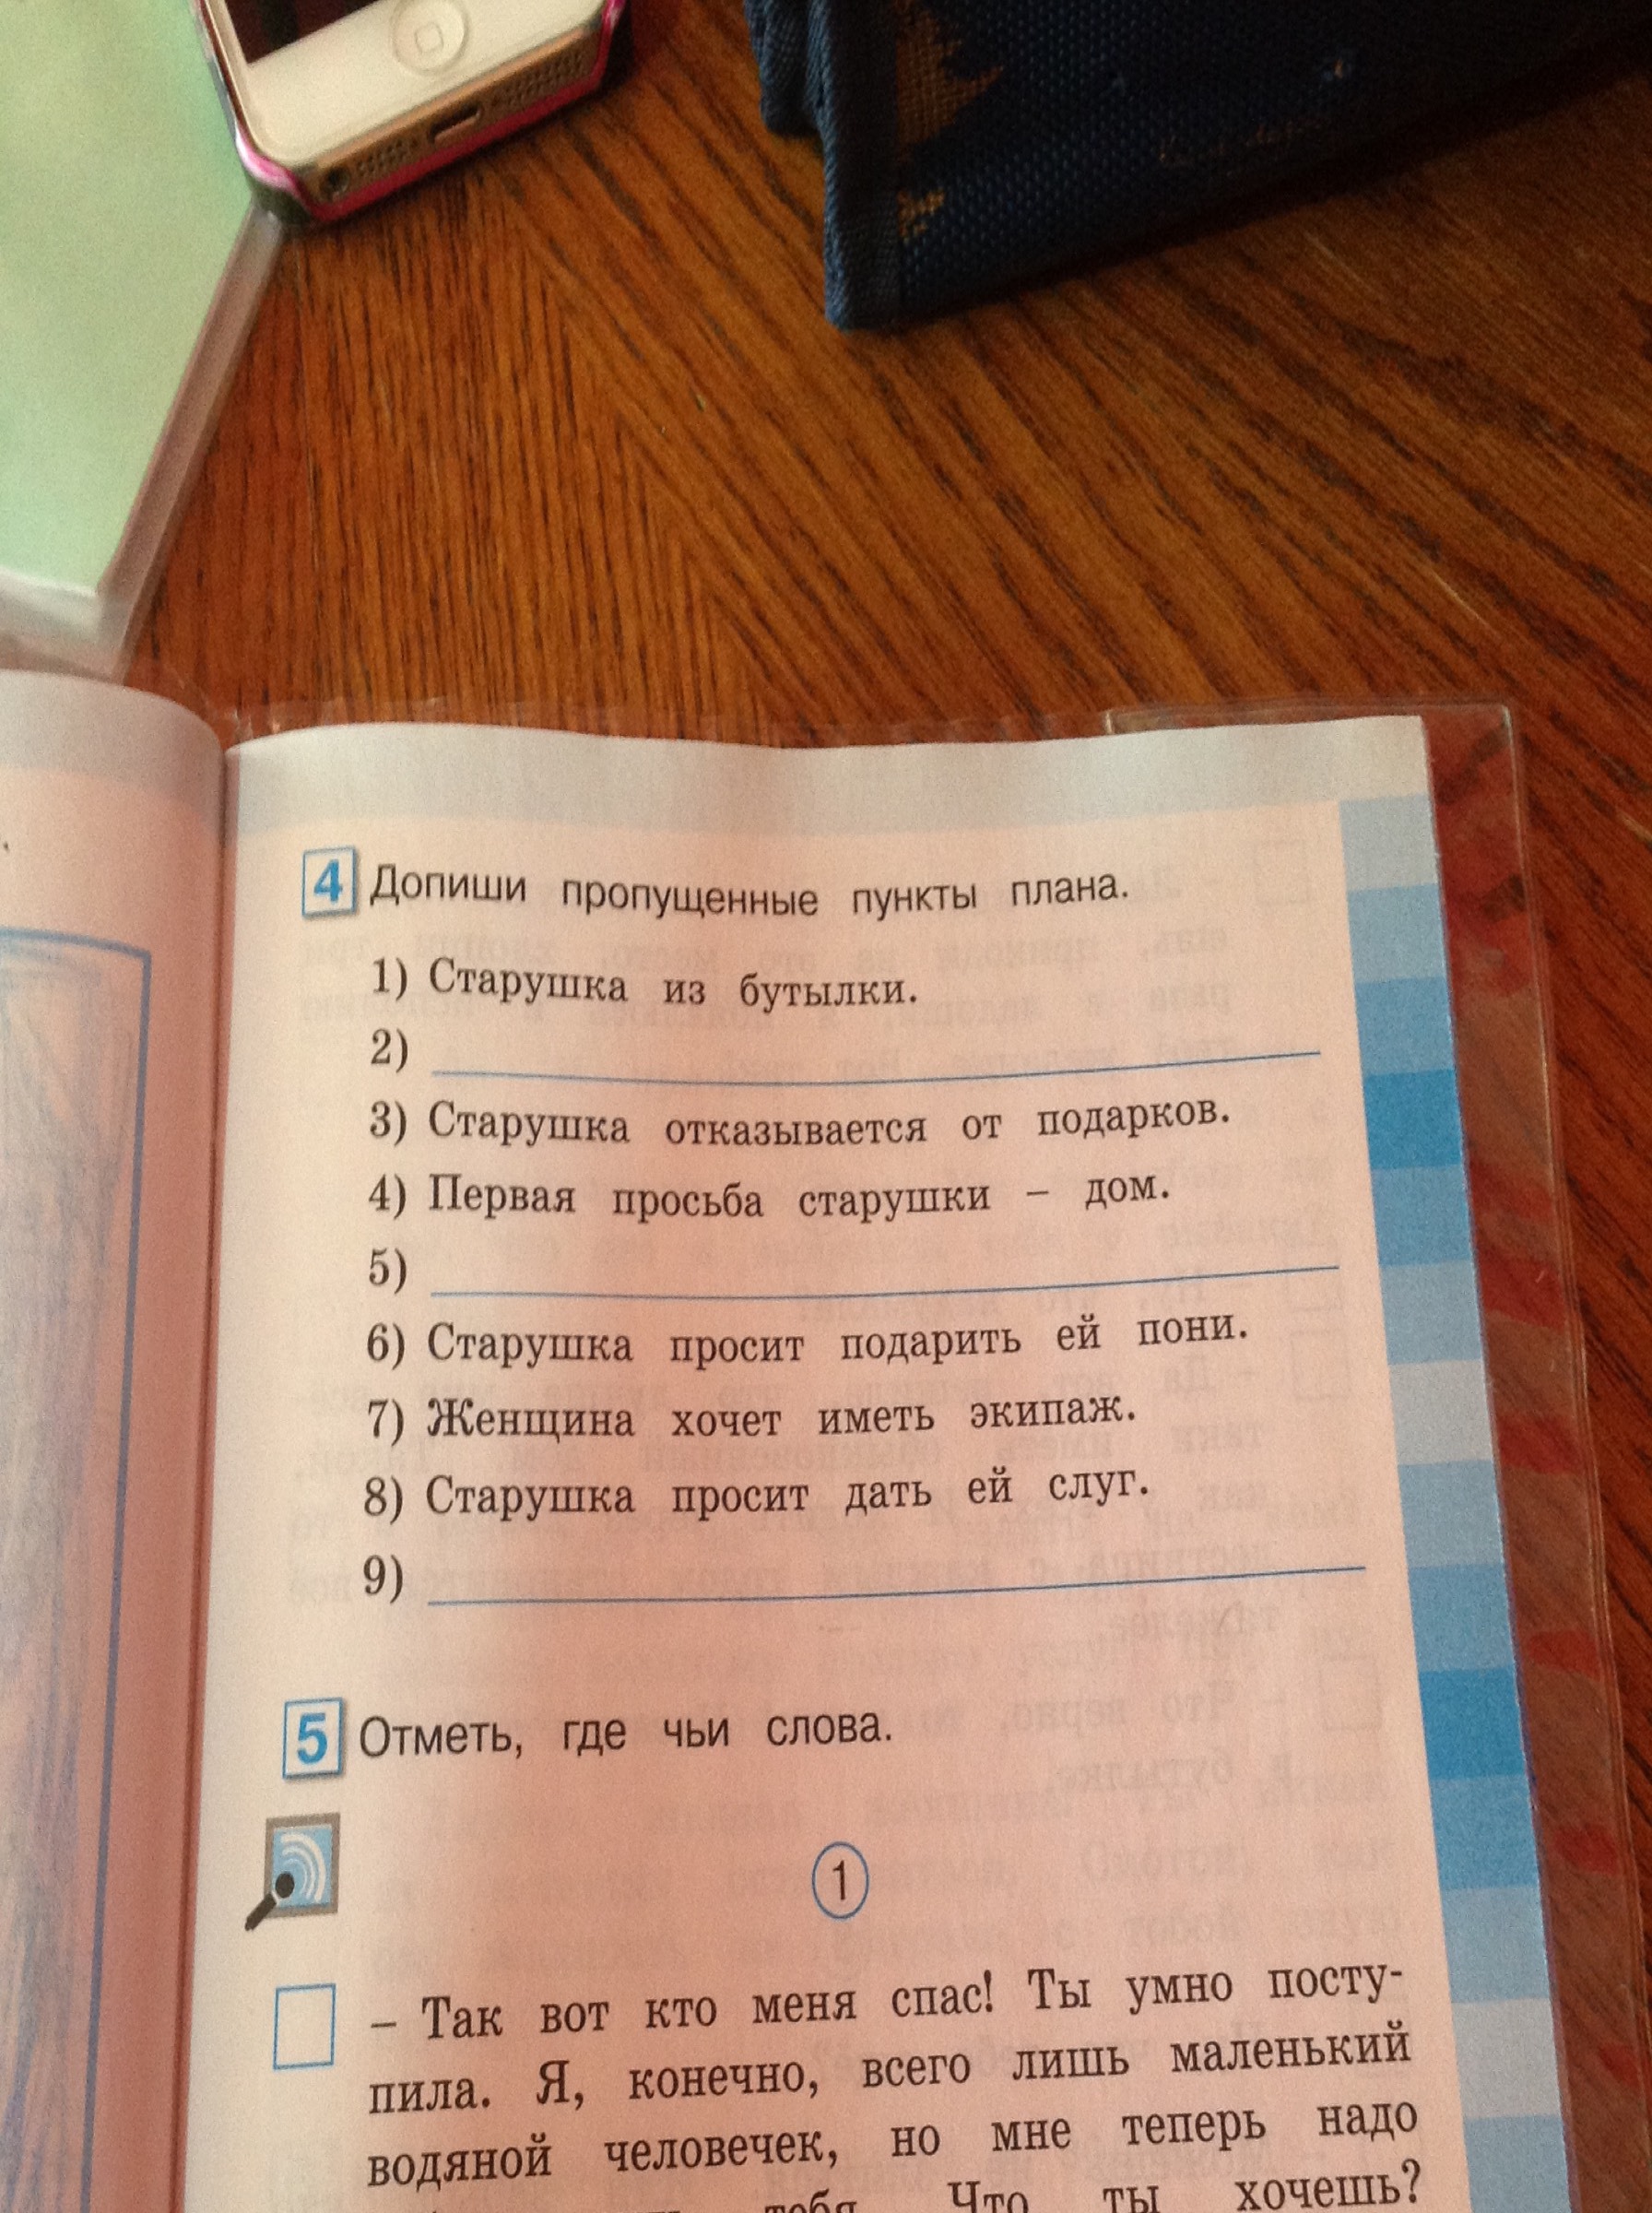 4 Допиши пропущенные пункты плана.
1) Старушка из бутылки.
2)
3) Старушка отказывается от подарков.
4) Первая просьба старушки – дом.
5)
6) Старушка просит подарить ей пони.
7) Женщина хочет иметь экипаж.
8) Старушка просит дать ей слуг.
9)
5 Отметь, где чьи слова.
1
– Так вот кто меня спас! Ты умно посту-
пила. Я, конечно, всего лишь маленький
водяной человечек, но мне теперь надо
тебя. Что ты хочешь?